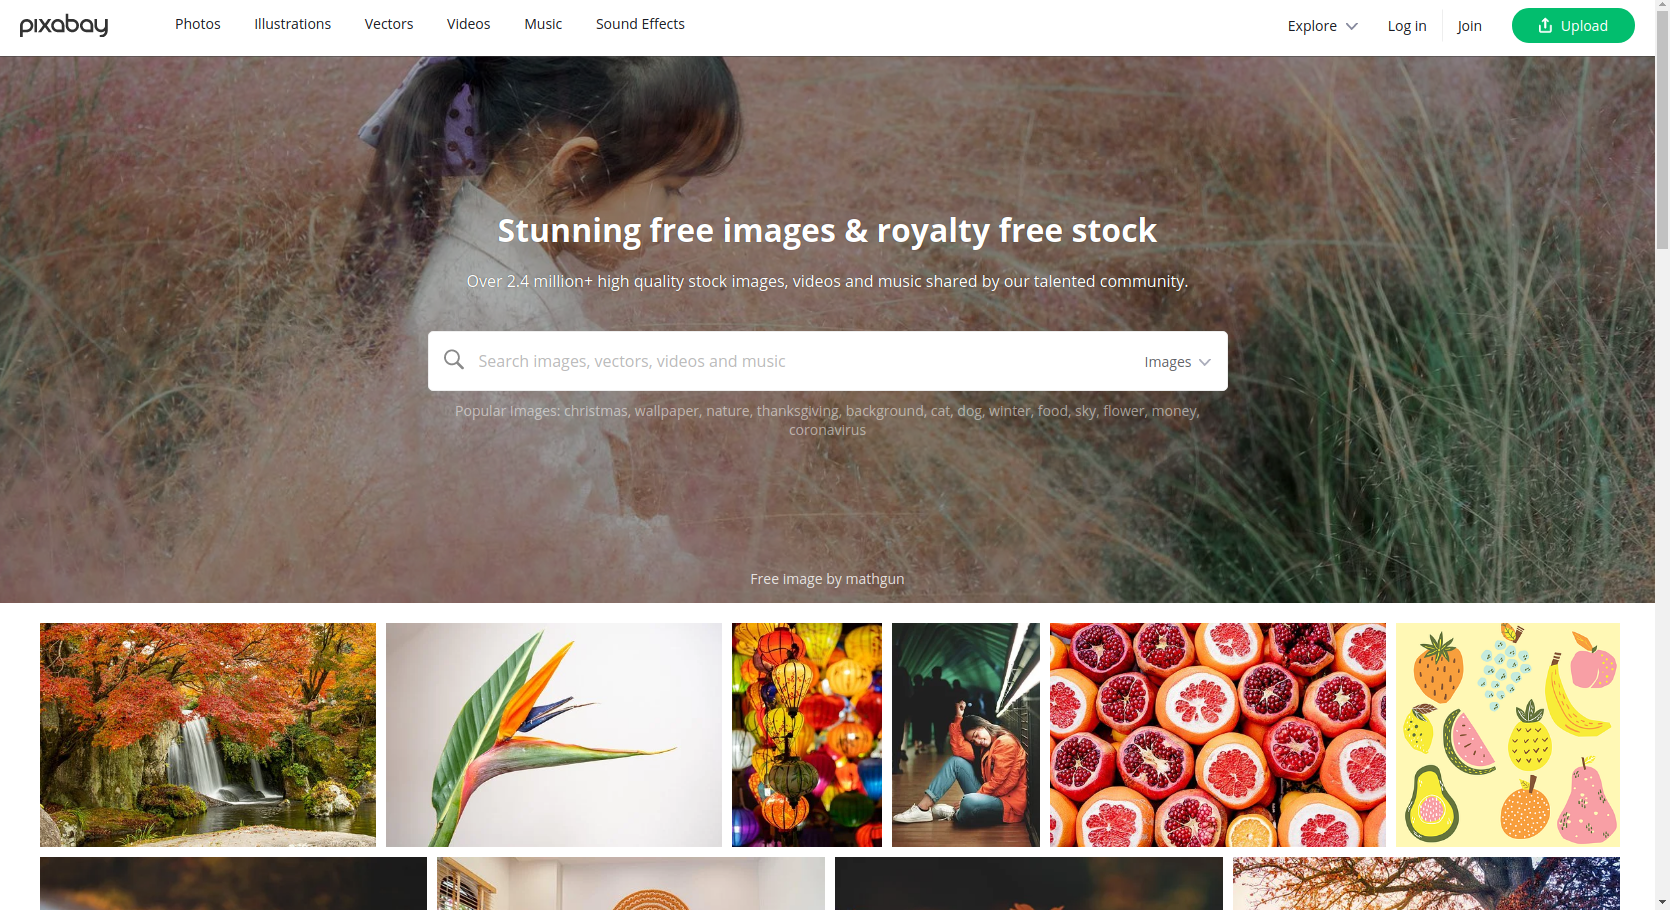 pixabay
Photos Illustrations Vectors Videos Music Sound Effects
Explore Log in Join Upload
Stunning free images & royalty free stock
Over 2.4 million+ high quality stock images, videos and music shared by our talented community.
Search images, vectors, videos and music Images
Popular images: christmas, wallpaper, nature, thanksgiving, background, cat, dog, winter, food, sky, flower, money,
coronavirus
Free image by mathgun